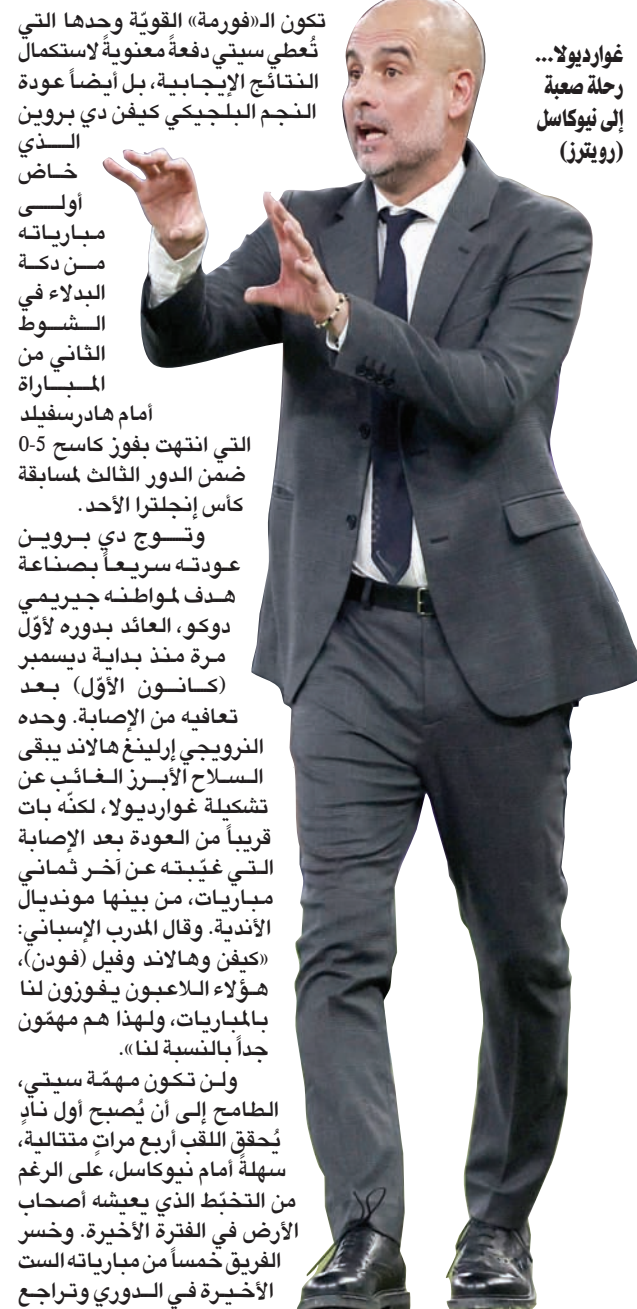 غوارديولا...
رحلة صعبة
إلى نيوكاسل
(رويترز)
تكون الـ«فورمة» القويّة وحدها التي
تُعطي سيتي دفعةً معنويةً لاستكمال
النتائج الإيجابية، بل أيضاً عودة
النجم البلجيكي كيفن دي بروين
الذي
خاض
أولى
مبارياته
من دكة
البدلاء في
الشوط
الثاني من
المباراة
أمام هادرسفيلد
التي انتهت بفوز كاسح 5-0
ضمن الدور الثالث لمسابقة
كأس إنجلترا الأحد.
وتوج دي بروين
عودته سريعاً بصناعة
هدف لمواطنه جيريمي
دوكو، العائد بدوره لأوّل
مرة منذ بداية ديسمبر
(كانون الأوّل) بعد
تعافيه من الإصابة. وحده
النرويجي إرلينغ هالاند يبقى
السلاح الأبرز الغائب عن
تشكيلة غوارديولا، لكنّه بات
قريباً من العودة بعد الإصابة
التي غيّبته عن آخر ثماني
مباريات، من بينها مونديال
الأندية. وقال المدرب الإسباني:
«كيفن وهالاند وفيل (فودن)،
هؤلاء اللاعبون يفوزون لنا
بالمباريات، ولهذا هم مهمّون
جداً بالنسبة لنا».
ولن تكون مهمّة سيتي،
الطامح إلى أن يُصبح أول نادٍ
يُحقق اللقب أربع مراتٍ متتالية،
سهلةً أمام نيوكاسل، على الرغم
من التخبّط الذي يعيشه أصحاب
الأرض في الفترة الأخيرة. وخسر
الفريق خمساً من مبارياته الست
الأخيرة في الدوري وتراجع